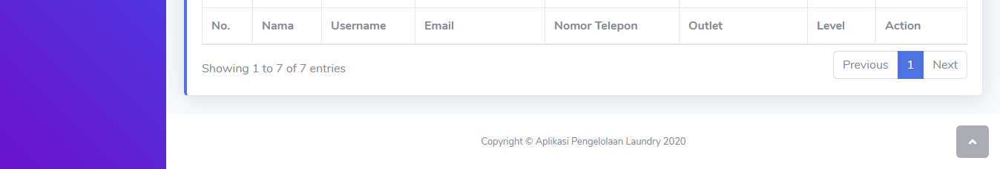 No. Nama Username Email Nomor Telepon Outlet Level Action
Showing 1 to 7 of 7 entries
Previous 1 Next
Copyright © Aplikasi Pengelolaan Laundry 2020